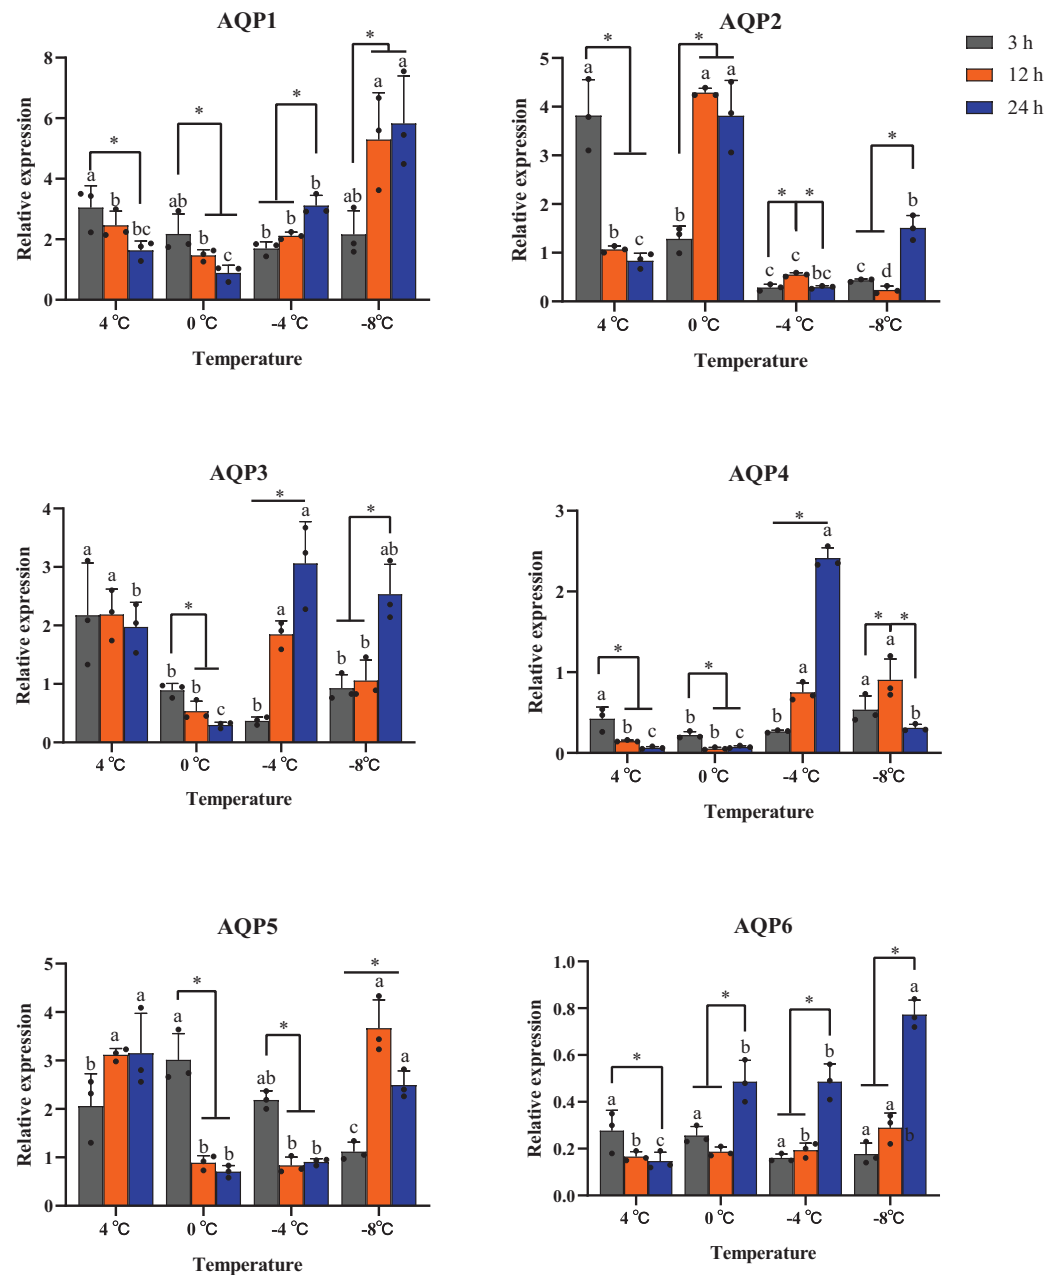 AQP1
AQP2
3 h
12 h
24 h
Relative expression
8
6
4
2
0
a
b
bc
*
ab
b
c
*
b
b
b
*
ab
a
a
*
4 °C
0 °C
-4 °C
-8°C
Temperature
Relative expression
5
4
3
2
1
0
a
b
c
*
b
a
a
*
c
c
bc
*
*
c
d
a
*
4 °C
0 °C
-4 °C
-8°C
Temperature
AQP3
AQP4
Relative expression
4
3
2
1
0
a
a
b
b
b
c
*
b
a
a
*
b
b
ab
*
4 °C
0 °C
-4 °C
-8°C
Temperature
Relative expression
3
2
1
0
a
b
c
*
b
b
c
*
b
a
a
*
a
a
b
*
*
4 °C
0 °C
-4 °C
-8°C
Temperature
AQP5
AQP6
Relative expression
5
4
3
2
1
0
b
a
a
a
b
b
*
ab
b
b
*
c
a
a
*
4 °C
0 °C
-4 °C
-8°C
Temperature
Relative expression
1.0
0.8
0.6
0.4
0.2
0.0
a
b
c
*
a
b
b
*
a
b
b
*
a
a
b
a
*
4 °C
0 °C
-4 °C
-8°C
Temperature